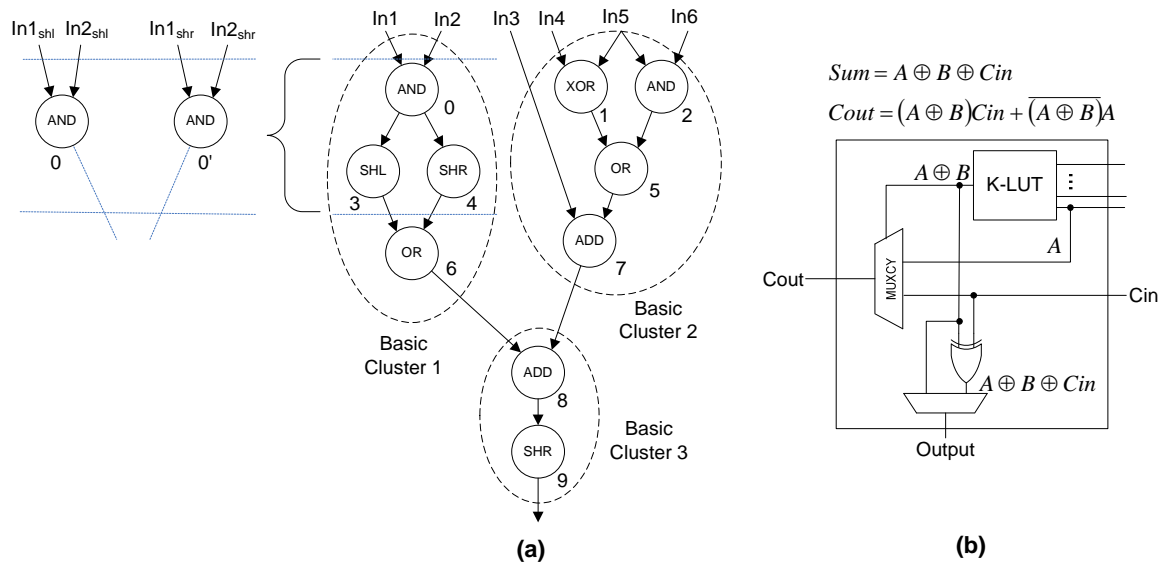 In1shl In2shl
In1shr In2shr
AND
0
AND
0'
In1
In2
In3
In4
In5
In6
AND
0
SHL
3
SHR
4
OR
6
Basic
Cluster 1
XOR
1
AND
2
OR
5
ADD
7
Basic
Cluster 2
ADD
8
SHR
9
Basic
Cluster 3
(a)
Sum = A ⊕ B ⊕ Cin
Cout = (A ⊕ B)Cin + \overline{(A ⊕ B)}A
A ⊕ B
K-LUT
⋮
A
MUXCY
Cout
Cin
A ⊕ B ⊕ Cin
Output
(b)